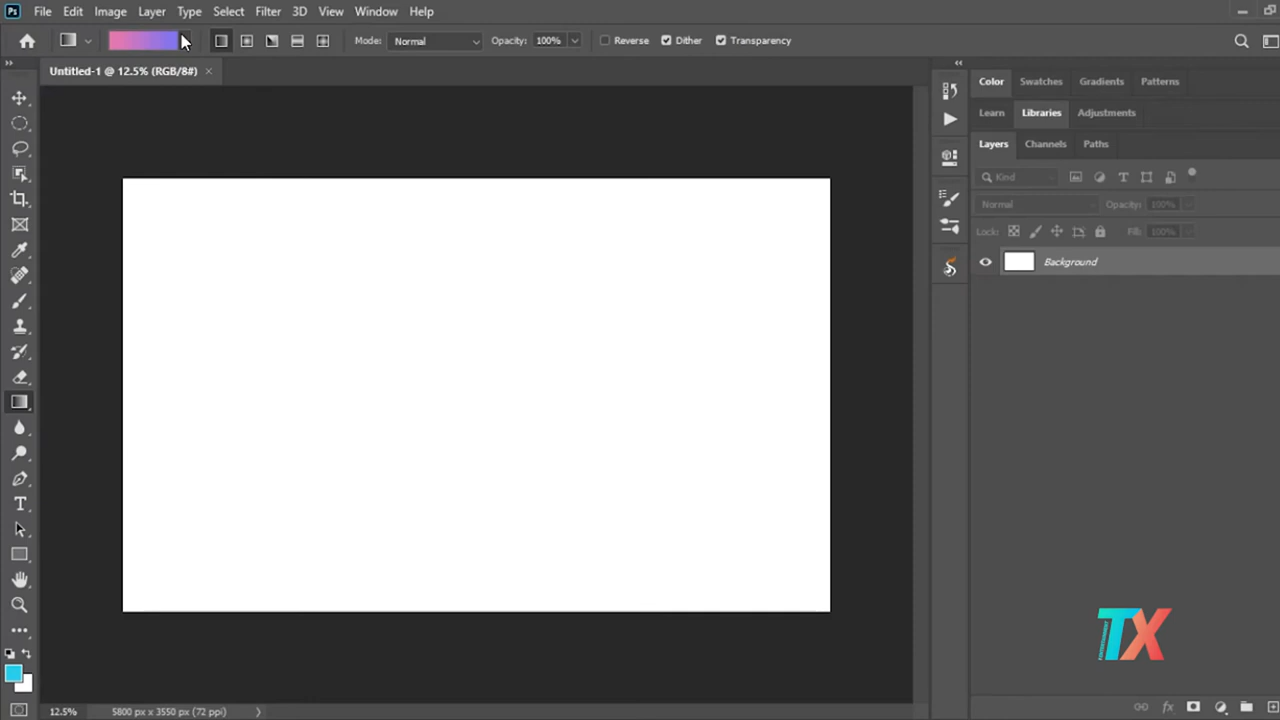 Ps File Edit Image Layer Type Select Filter 3D View Window Help
Mode: Normal Opacity: 100% Reverse Dither Transparency
Untitled-1 @ 12.5% (RGB/8#) ×
Color Swatches Gradients Patterns
Learn Libraries Adjustments
Layers Channels Paths
Kind
Normal Opacity: 100%
Lock: Fill: 100%
Background
TX
12.5% 5800 px x 3550 px (72 ppi)